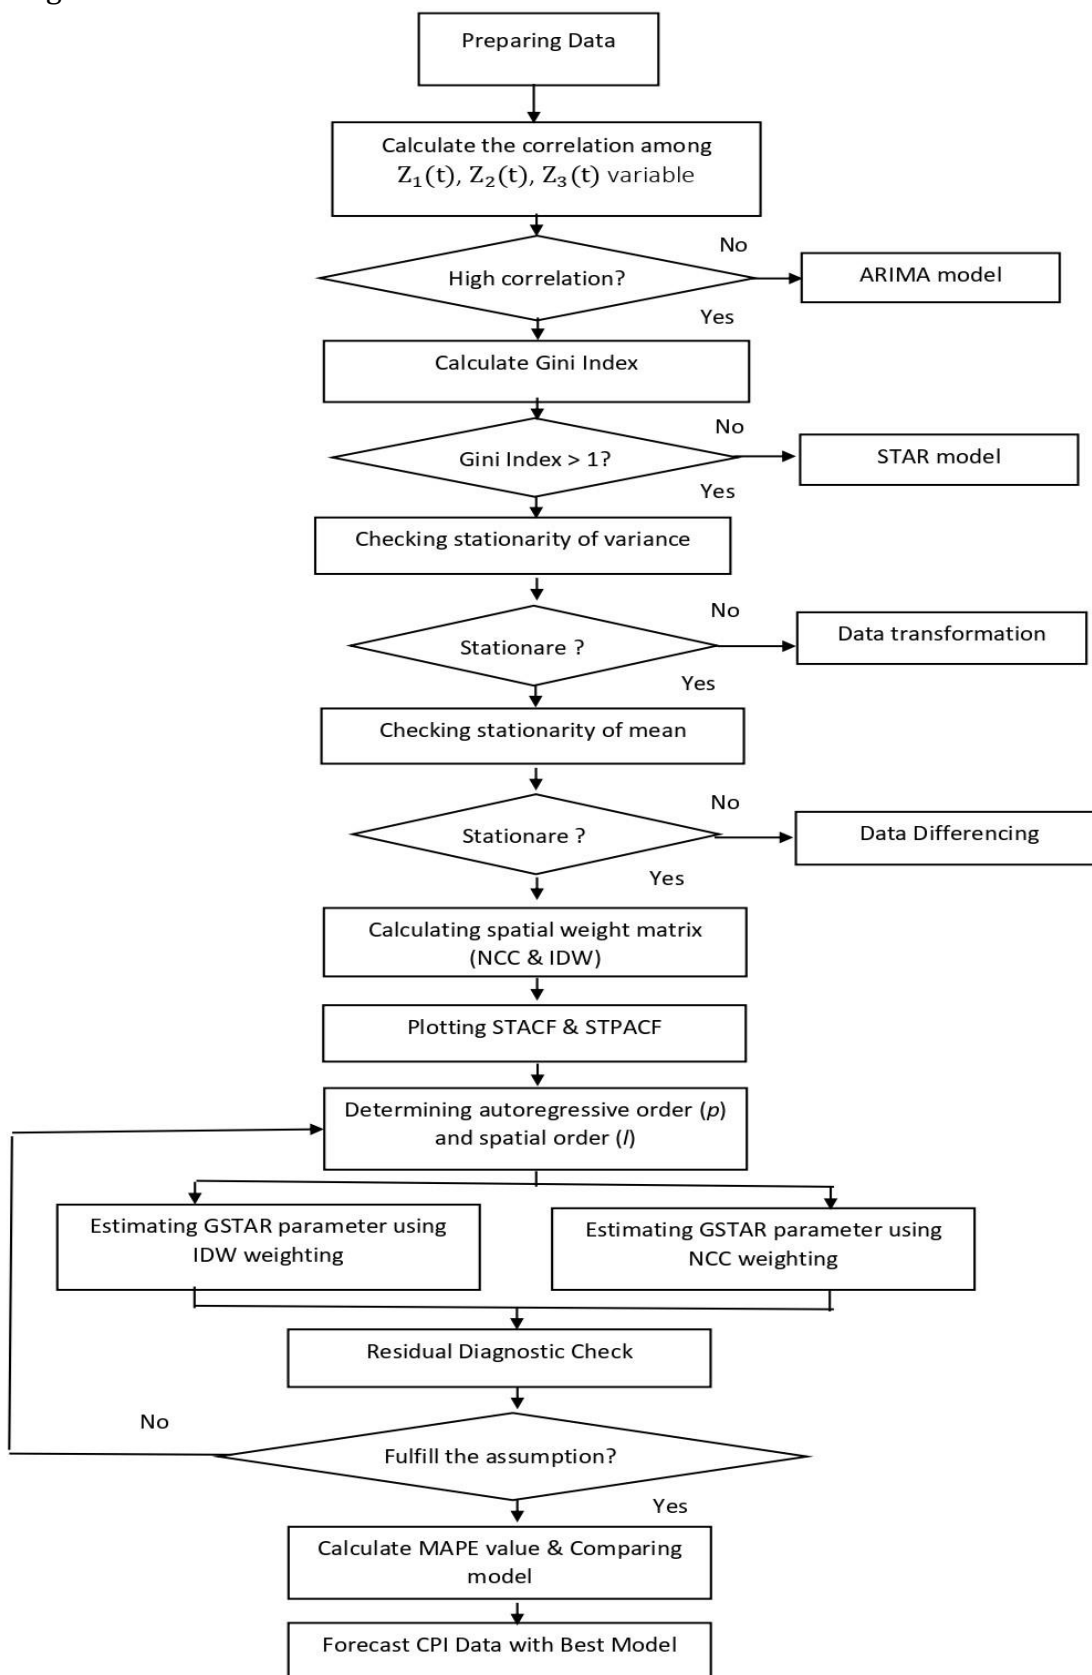 Preparing Data
Calculate the correlation among
Z₁(t), Z₂(t), Z₃(t) variable
No
High correlation?
ARIMA model
Yes
Calculate Gini Index
No
Gini Index > 1?
STAR model
Yes
Checking stationarity of variance
No
Stationare ?
Data transformation
Yes
Checking stationarity of mean
No
Stationare ?
Data Differencing
Yes
Calculating spatial weight matrix
(NCC & IDW)
Plotting STACF & STPACF
Determining autoregressive order (p)
and spatial order (l)
Estimating GSTAR parameter using
IDW weighting
Estimating GSTAR parameter using
NCC weighting
Residual Diagnostic Check
No
Fulfill the assumption?
Yes
Calculate MAPE value & Comparing
model
Forecast CPI Data with Best Model